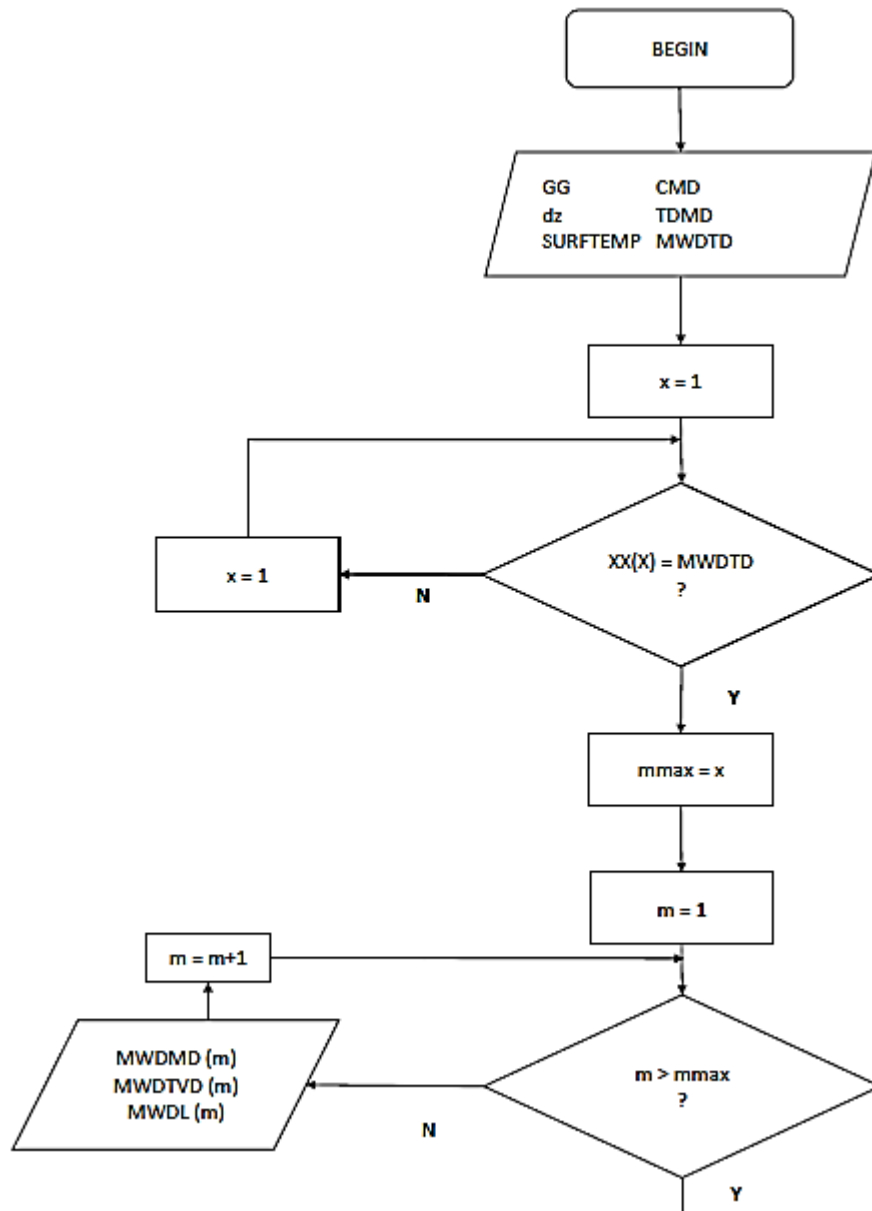 BEGIN
GG CMD
dz TDMD
SURFTEMP MWDTD
x = 1
XX(X) = MWDTD
?
x = 1
N
Y
mmax = x
m = 1
m = m+1
m > mmax
?
MWDMD (m)
MWDTVD (m)
MWDL (m)
N
Y